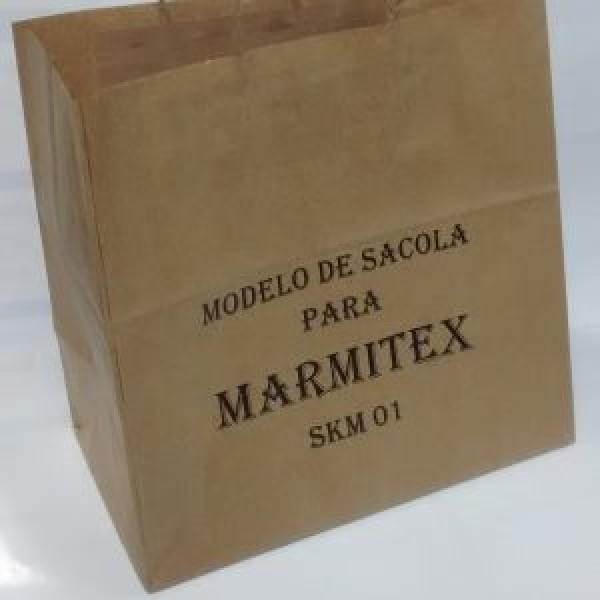 MODELO DE SACOLA
PARA
MARMITEX
SKM 01